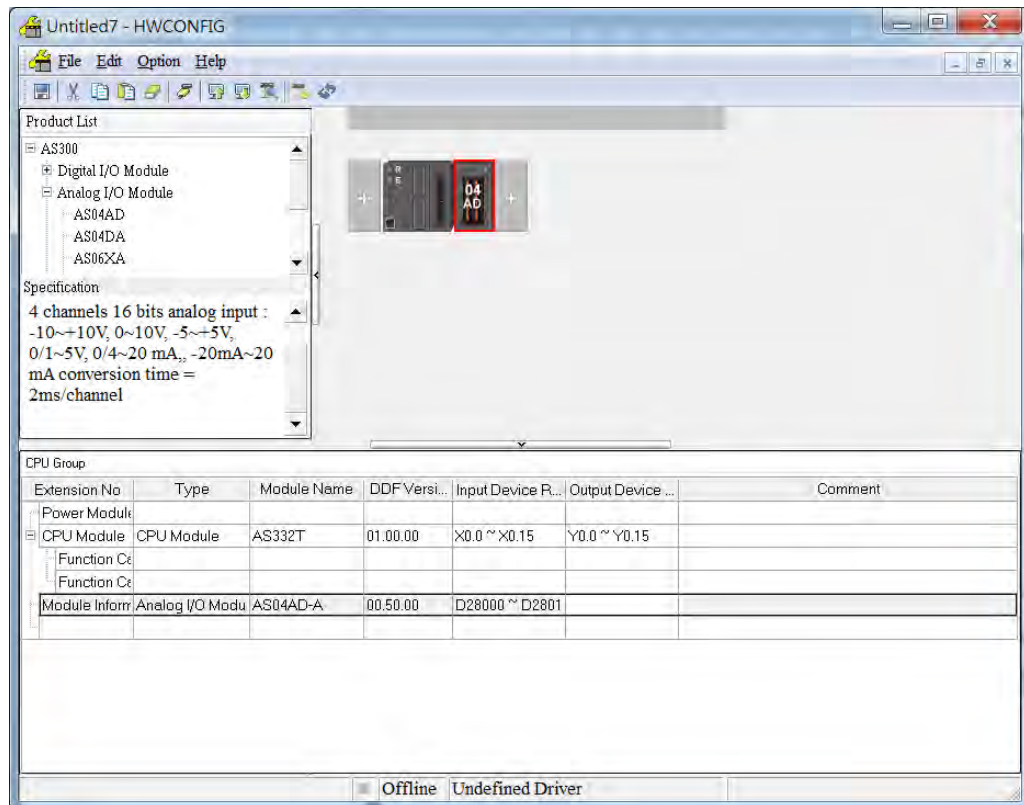 Untitled7 - HWCONFIG
File Edit Option Help
Product List
AS300
Digital I/O Module
Analog I/O Module
AS04AD
AS04DA
AS06XA
Specification
4 channels 16 bits analog input :
-10~+10V, 0~10V, -5~+5V,
0/1~5V, 0/4~20 mA,, -20mA~20
mA conversion time =
2ms/channel
R
E
04
AD
CPU Group
Extension No Type Module Name DDF Versi... Input Device R... Output Device ... Comment
Power Module
CPU Module CPU Module AS332T 01.00.00 X0.0 ~ X0.15 Y0.0 ~ Y0.15
Function Ca
Function Ca
Module Inform Analog I/O Modu AS04AD-A 00.50.00 D28000 ~ D2801
Offline Undefined Driver